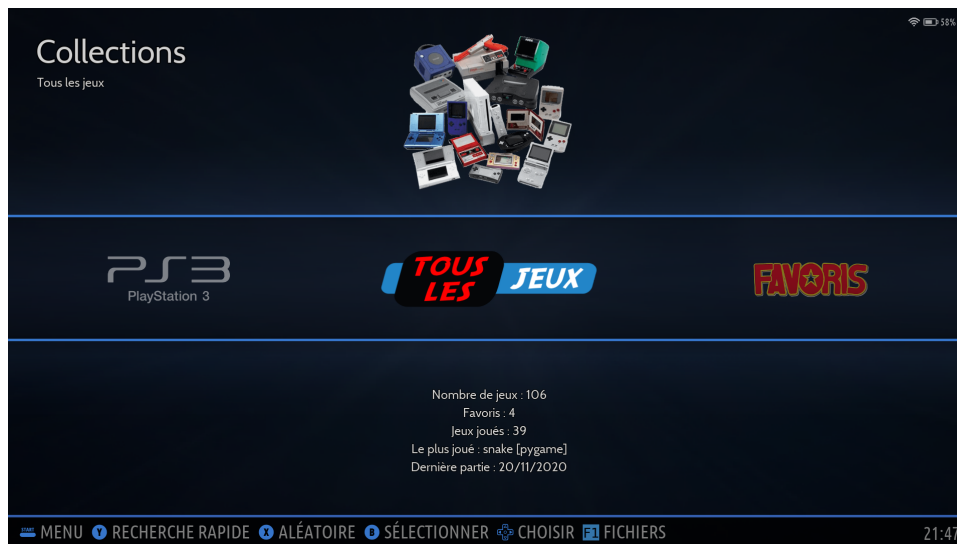 58%
Collections
Tous les jeux
PS3
PlayStation 3
TOUS
LES
JEUX
FAVORIS
Nombre de jeux : 106
Favoris : 4
Jeux joués : 39
Le plus joué : snake [pygame]
Dernière partie : 20/11/2020
START MENU Y RECHERCHE RAPIDE X ALÉATOIRE B SÉLECTIONNER CHOISIR F1 FICHIERS
21:47